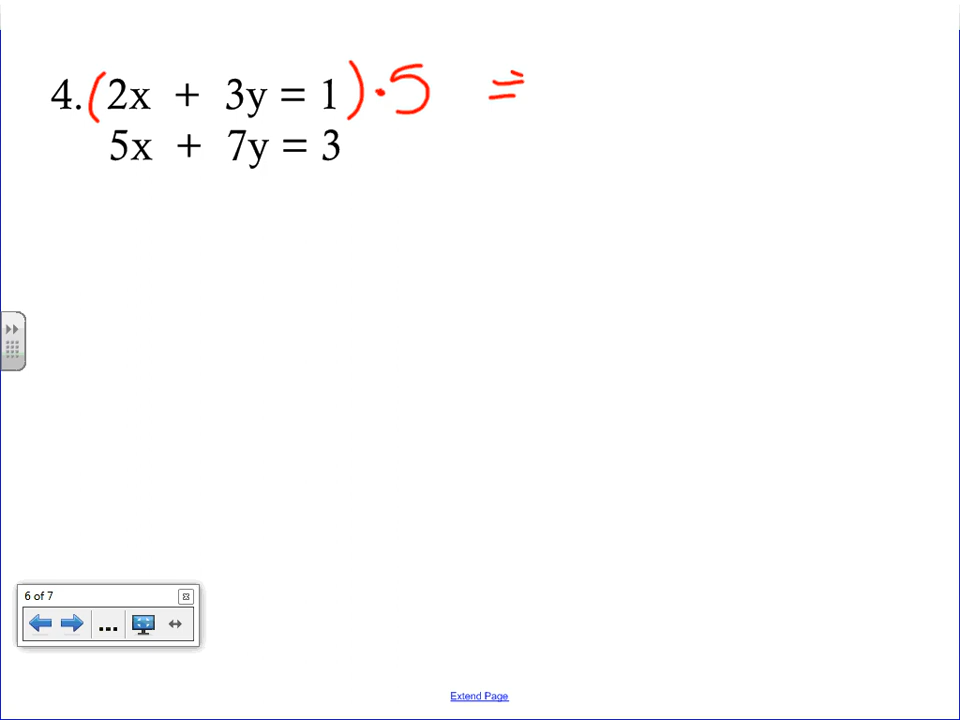 4. (2x + 3y = 1) · 5 =
5x + 7y = 3
6 of 7
...
Extend Page